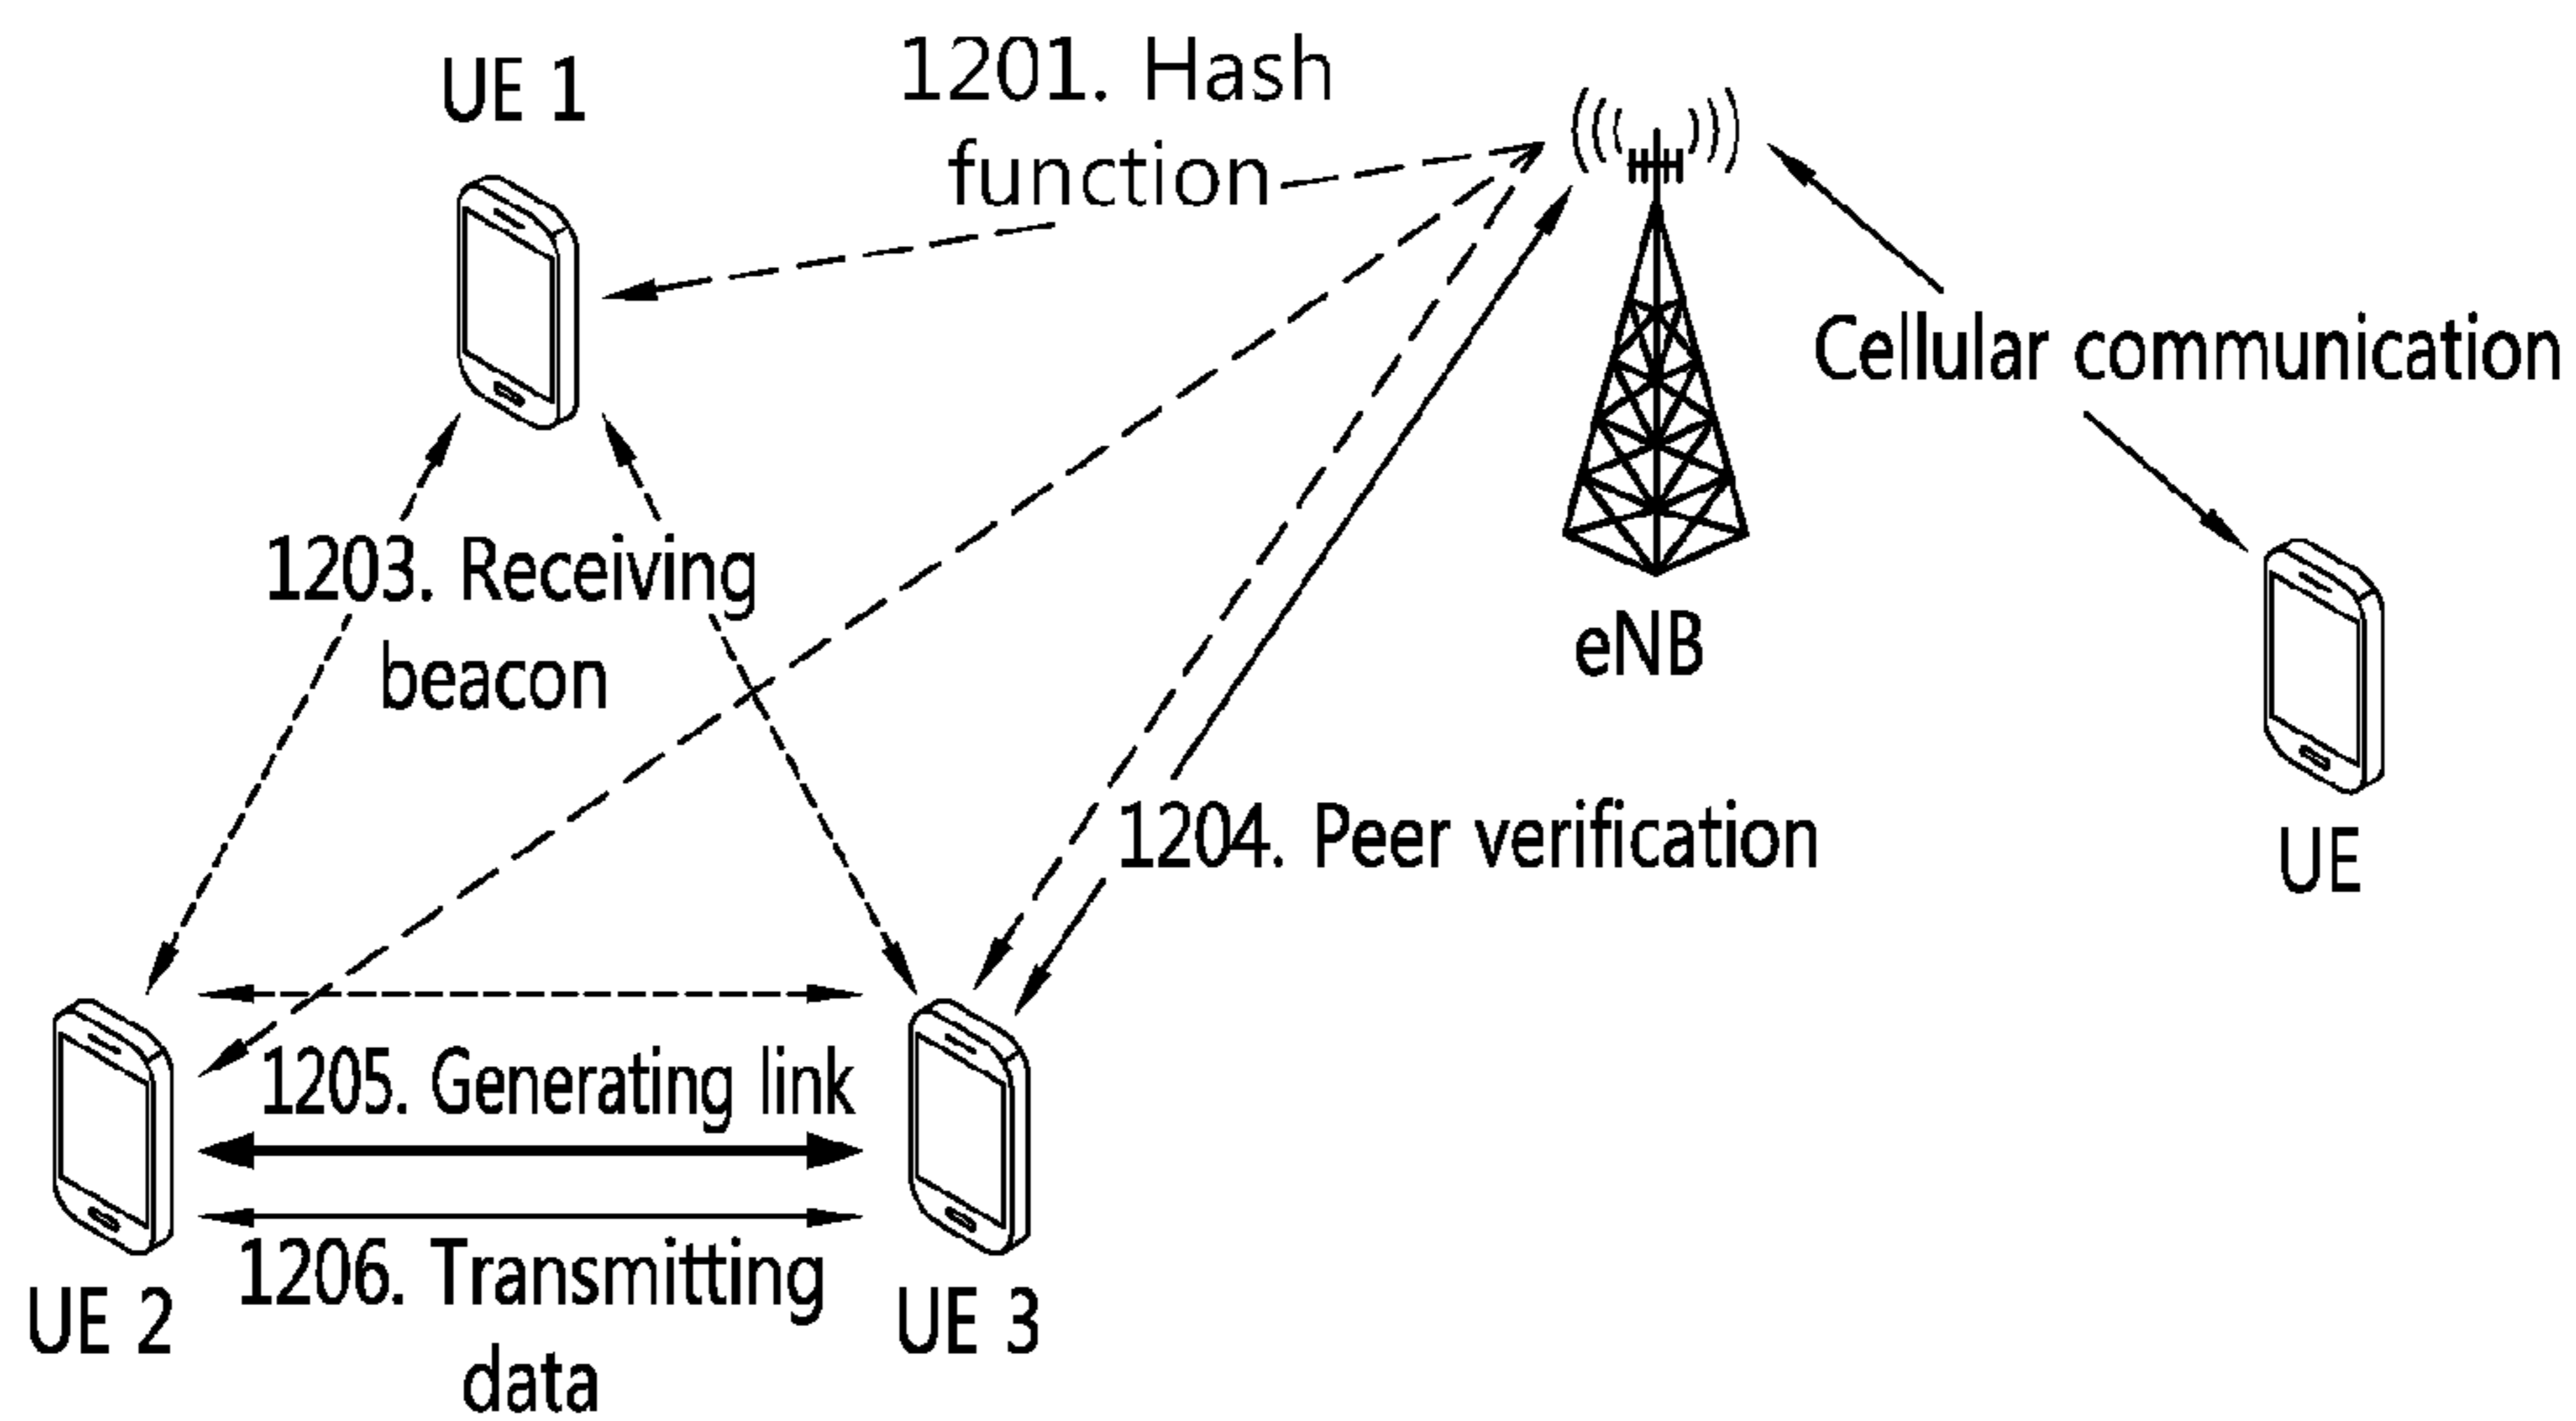 UE 1
1201. Hash
function
Cellular communication
1203. Receiving
beacon
eNB
1204. Peer verification
UE
1205. Generating link
1206. Transmitting
data
UE 2
UE 3